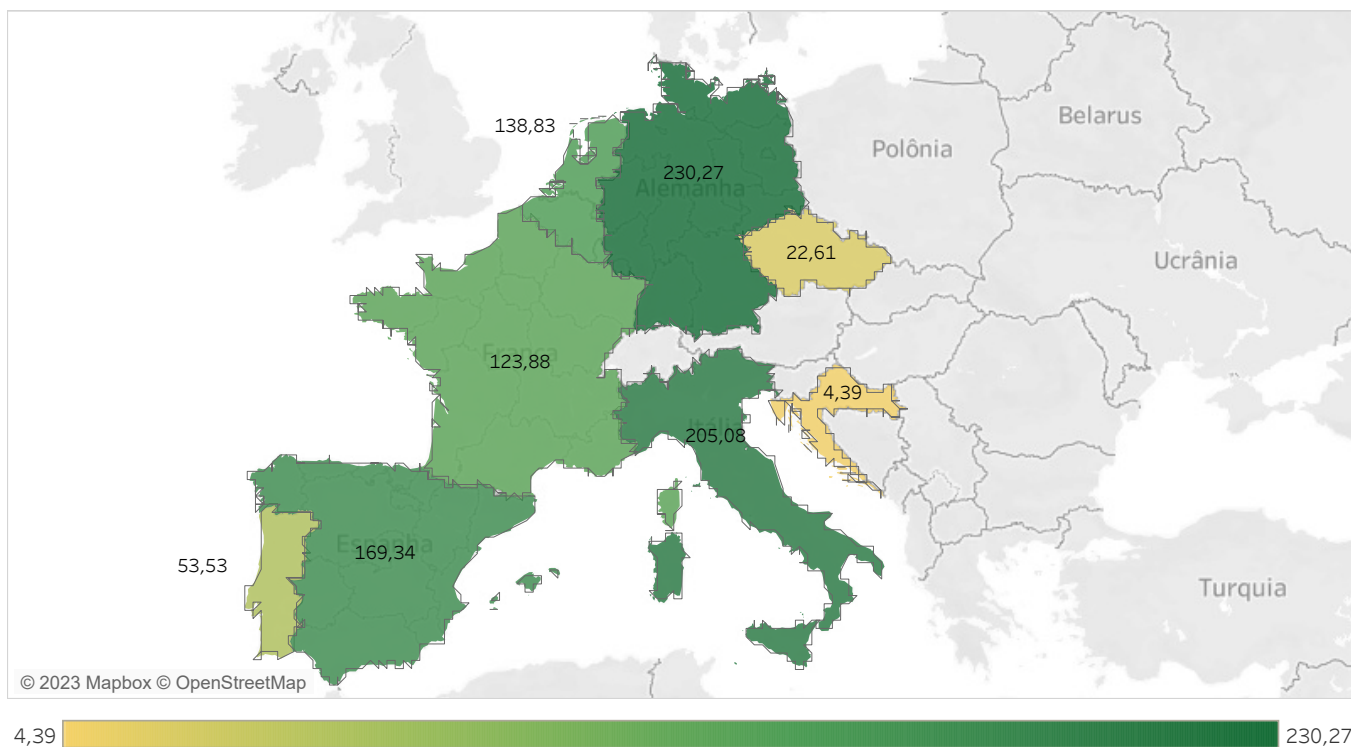 Belarus
138,83
Polônia
230,27
Alemanha
22,61
Ucrânia
França
123,88
4,39
Itália
205,08
Espanha
169,34
53,53
Turquia
© 2023 Mapbox © OpenStreetMap
4,39
230,27